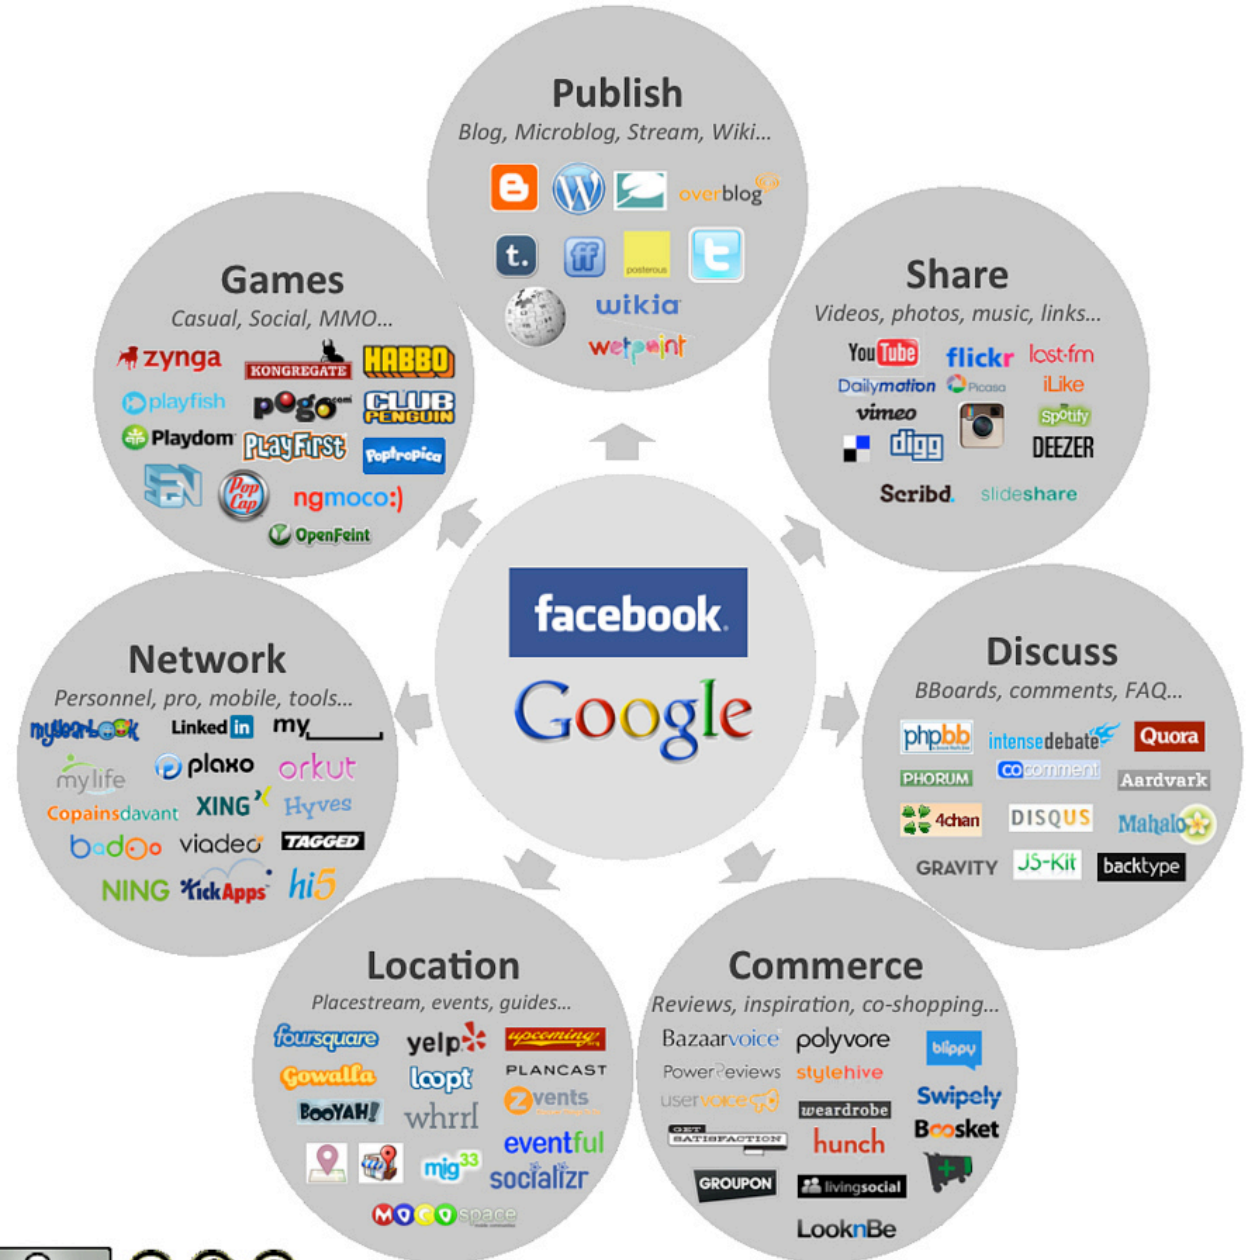 Publish
Blog, Microblog, Stream, Wiki...
overblog
t. ff posterous t
wikia
wetpaint
Games
Casual, Social, MMO...
zynga KONGREGATE HABBO
playfish pogo.com CLUB PENGUIN
Playdom PLAYFIRST Poptropica
Pop Cap ngmoco:)
OpenFeint
Share
Videos, photos, music, links...
YouTube flickr last.fm
Dailymotion Picasa iLike
vimeo Spotify
digg DEEZER
Scribd. slideshare
facebook.
Google
Network
Personnel, pro, mobile, tools...
myYearbook Linked in my
mylife plaxo orkut
Copainsdavant XING Hyves
badoo viadeo TAGGED
NING KickApps hi5
Discuss
BBoards, comments, FAQ...
phpbb intensedebate Quora
PHORUM cocomment Aardvark
4chan DISQUS Mahalo
GRAVITY JS-Kit backtype
Location
Placestream, events, guides...
foursquare yelp upcoming
Gowalla loopt PLANCAST
BOOYAH! whrrl Zvents
eventful
mig33 socializr
MOCOspace
Commerce
Reviews, inspiration, co-shopping...
Bazaarvoice polyvore blippy
PowerReviews stylehive
uservoice weardrobe Swipely
GET SATISFACTION hunch Boosket
GROUPON livingsocial
LooknBe